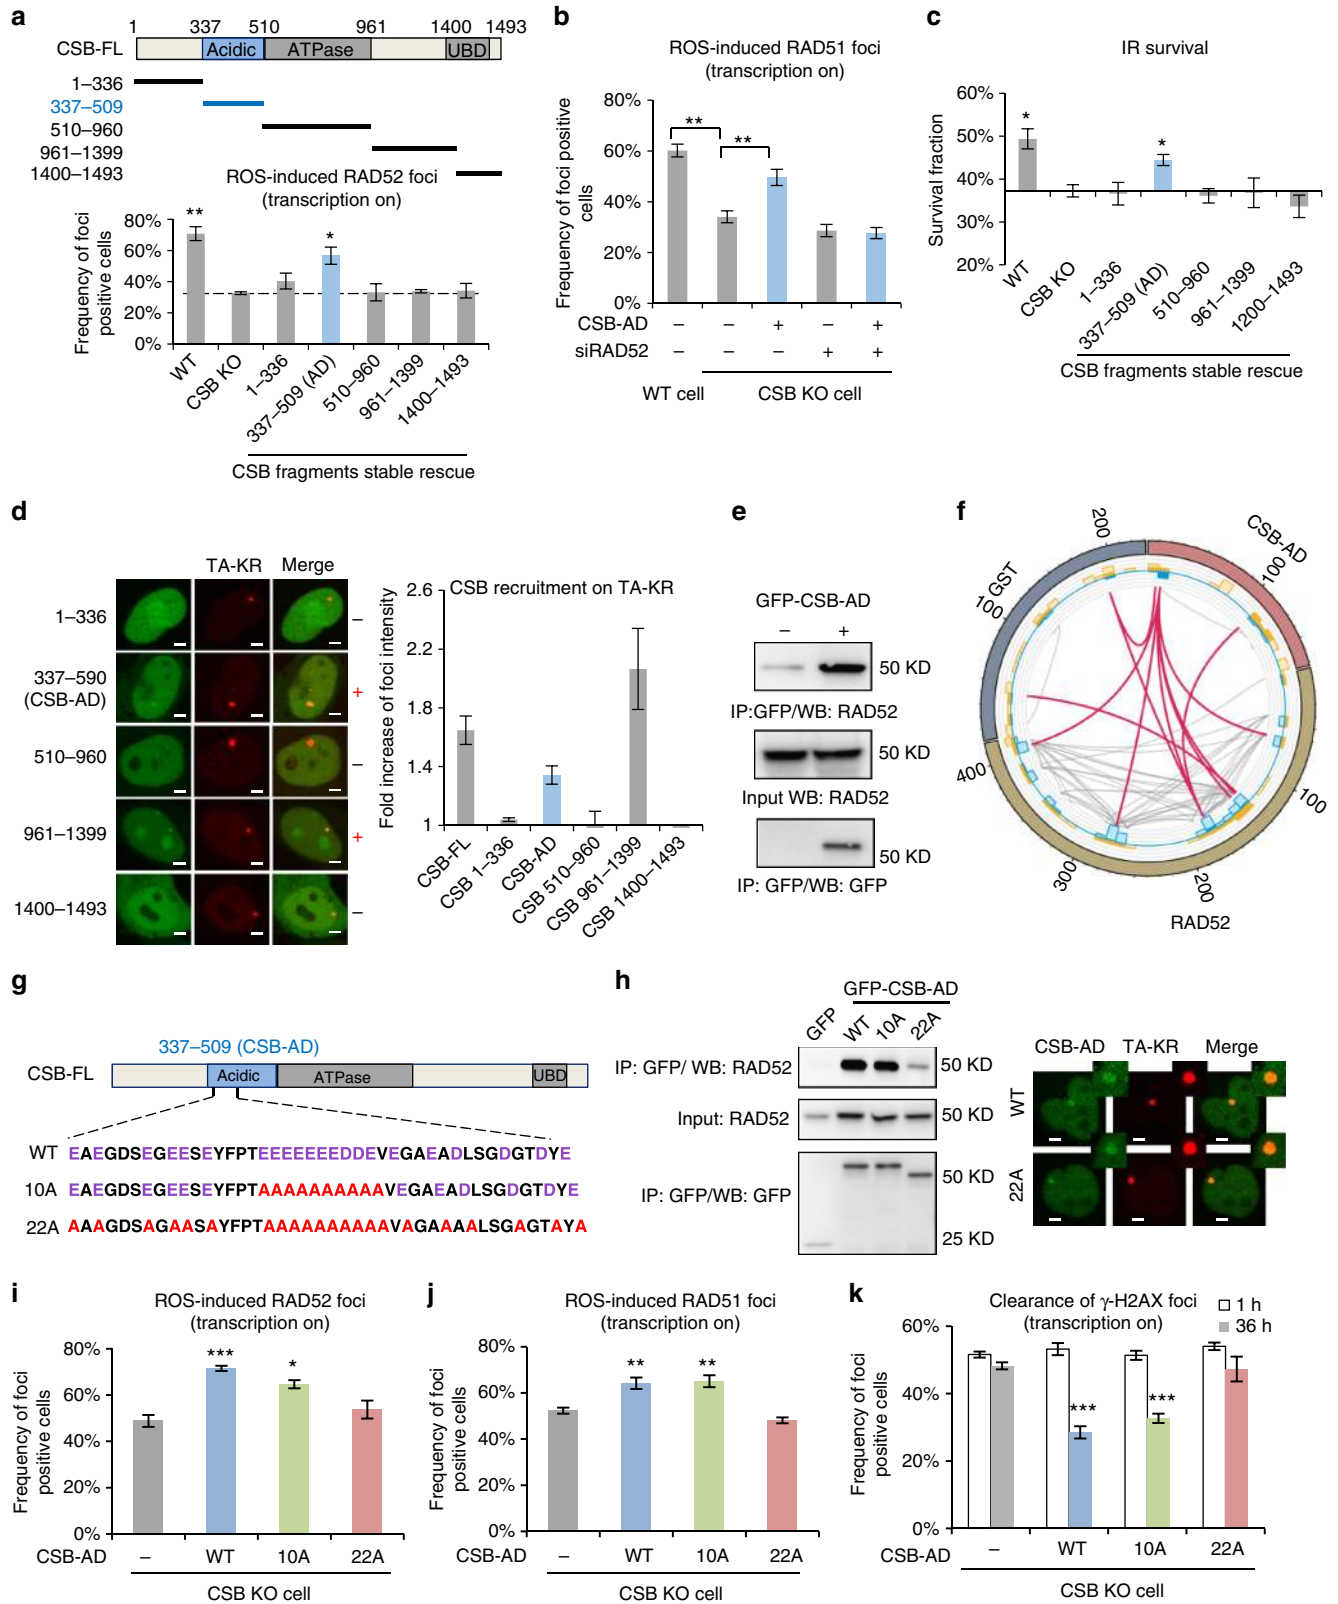 a
1 337 510 961 1400 1493
CSB-FL Acidic ATPase UBD
1–336
337–509
510–960
961–1399
1400–1493
ROS-induced RAD52 foci
(transcription on)
Frequency of foci
positive cells
80%
60%
40%
20%
0%
** *
WT CSB KO 1–336 337–509 (AD) 510–960 961–1399 1400–1493
CSB fragments stable rescue
b
ROS-induced RAD51 foci
(transcription on)
Frequency of foci positive
cells
80%
60%
40%
20%
0%
** **
CSB-AD – – + – +
siRAD52 – – – + +
WT cell CSB KO cell
c
IR survival
Survival fraction
60%
50%
40%
30%
20%
* *
WT CSB KO 1–336 337–509 (AD) 510–960 961–1399 1200–1493
CSB fragments stable rescue
d
TA-KR Merge
1–336 –
337–590
(CSB-AD) +
510–960 –
961–1399 +
1400–1493 –
CSB recruitment on TA-KR
Fold increase of foci intensity
2.6
2.2
1.8
1.4
1
CSB-FL CSB 1–336 CSB-AD CSB 510–960 CSB 961–1399 CSB 1400–1493
e
GFP-CSB-AD
– +
50 KD
IP:GFP/WB: RAD52
50 KD
Input WB: RAD52
50 KD
IP: GFP/WB: GFP
f
200
CSB-AD
100
GST
100
400
100
300
200
RAD52
g
337–509 (CSB-AD)
CSB-FL Acidic ATPase UBD
WT EAEGDSEGEESEYFPTEEEEEEEDDEVEGAEADLSGDGTDYE
10A EAEGDSEGEESEYFPTAAAAAAAAAAVEGAEADLSGDGTDYE
22A AAAGDSAGAASAYFPTAAAAAAAAAAVAGAAAALSGAGTAYA
h
GFP-CSB-AD
GFP WT 10A 22A
IP: GFP/ WB: RAD52 50 KD
Input: RAD52 50 KD
IP: GFP/WB: GFP 50 KD
25 KD
CSB-AD TA-KR Merge
WT
22A
i
ROS-induced RAD52 foci
(transcription on)
Frequency of foci
positive cells
80%
60%
40%
20%
0%
*** *
CSB-AD – WT 10A 22A
CSB KO cell
j
ROS-induced RAD51 foci
(transcription on)
Frequency of foci
positive cells
80%
60%
40%
20%
0%
** **
CSB-AD – WT 10A 22A
CSB KO cell
k
Clearance of γ-H2AX foci
(transcription on)
1 h
36 h
Frequency of foci
positive cells
60%
40%
20%
0%
*** ***
CSB-AD – WT 10A 22A
CSB KO cell